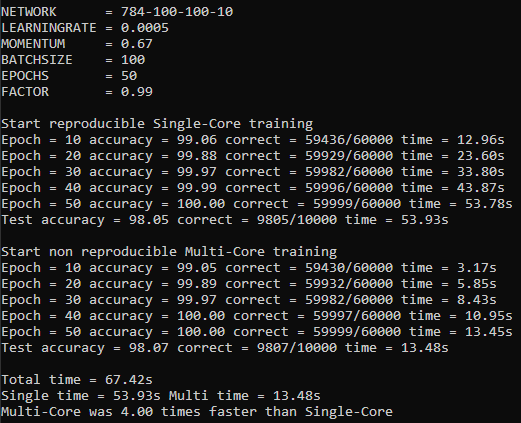 NETWORK      = 784-100-100-10
LEARNINGRATE = 0.0005
MOMENTUM     = 0.67
BATCHSIZE    = 100
EPOCHS       = 50
FACTOR       = 0.99
Start reproducible Single-Core training
Epoch = 10 accuracy = 99.06 correct = 59436/60000 time = 12.96s
Epoch = 20 accuracy = 99.88 correct = 59929/60000 time = 23.60s
Epoch = 30 accuracy = 99.97 correct = 59982/60000 time = 33.80s
Epoch = 40 accuracy = 99.99 correct = 59996/60000 time = 43.87s
Epoch = 50 accuracy = 100.00 correct = 59999/60000 time = 53.78s
Test accuracy = 98.05 correct = 9805/10000 time = 53.93s
Start non reproducible Multi-Core training
Epoch = 10 accuracy = 99.05 correct = 59430/60000 time = 3.17s
Epoch = 20 accuracy = 99.89 correct = 59932/60000 time = 5.85s
Epoch = 30 accuracy = 99.97 correct = 59982/60000 time = 8.43s
Epoch = 40 accuracy = 100.00 correct = 59997/60000 time = 10.95s
Epoch = 50 accuracy = 100.00 correct = 59999/60000 time = 13.45s
Test accuracy = 98.07 correct = 9807/10000 time = 13.48s
Total time = 67.42s
Single time = 53.93s Multi time = 13.48s
Multi-Core was 4.00 times faster than Single-Core